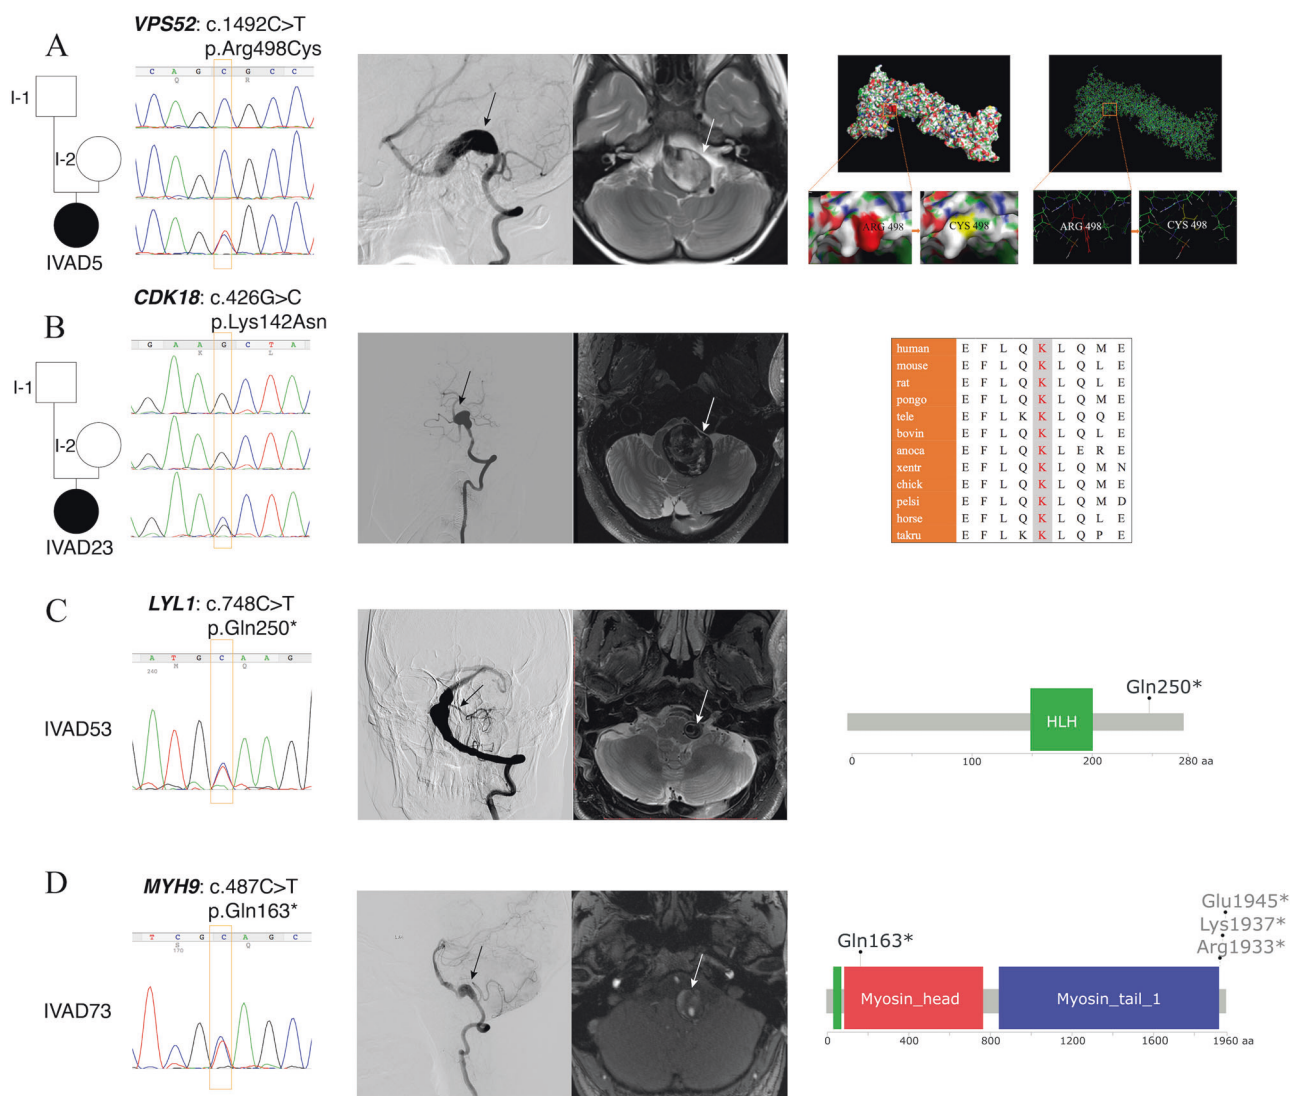 A
VPS52: c.1492C>T
p.Arg498Cys
C A G C G C C
Q R
I-1
I-2
IVAD5
ARG 498
CYS 498
ARG 498
CYS 498
B
CDK18: c.426G>C
p.Lys142Asn
G A A G C T A
K L
I-1
I-2
IVAD23
human E F L Q K L Q M E
mouse E F L Q K L Q L E
rat E F L Q K L Q L E
pongo E F L Q K L Q M E
tele E F L K K L Q Q E
bovin E F L Q K L Q L E
anoca E F L Q K L E R E
xentr E F L Q K L Q M N
chick E F L Q K L Q M E
pelsi E F L Q K L Q M D
horse E F L Q K L Q L E
takru E F L K K L Q P E
C
LYL1: c.748C>T
p.Gln250*
A T G C A A G
M Q
240
IVAD53
Gln250*
HLH
0 100 200 280 aa
D
MYH9: c.487C>T
p.Gln163*
T C G C A G C
S Q
170
IVAD73
Glu1945*
Lys1937*
Arg1933*
Gln163*
Myosin_head
Myosin_tail_1
0 400 800 1200 1600 1960 aa